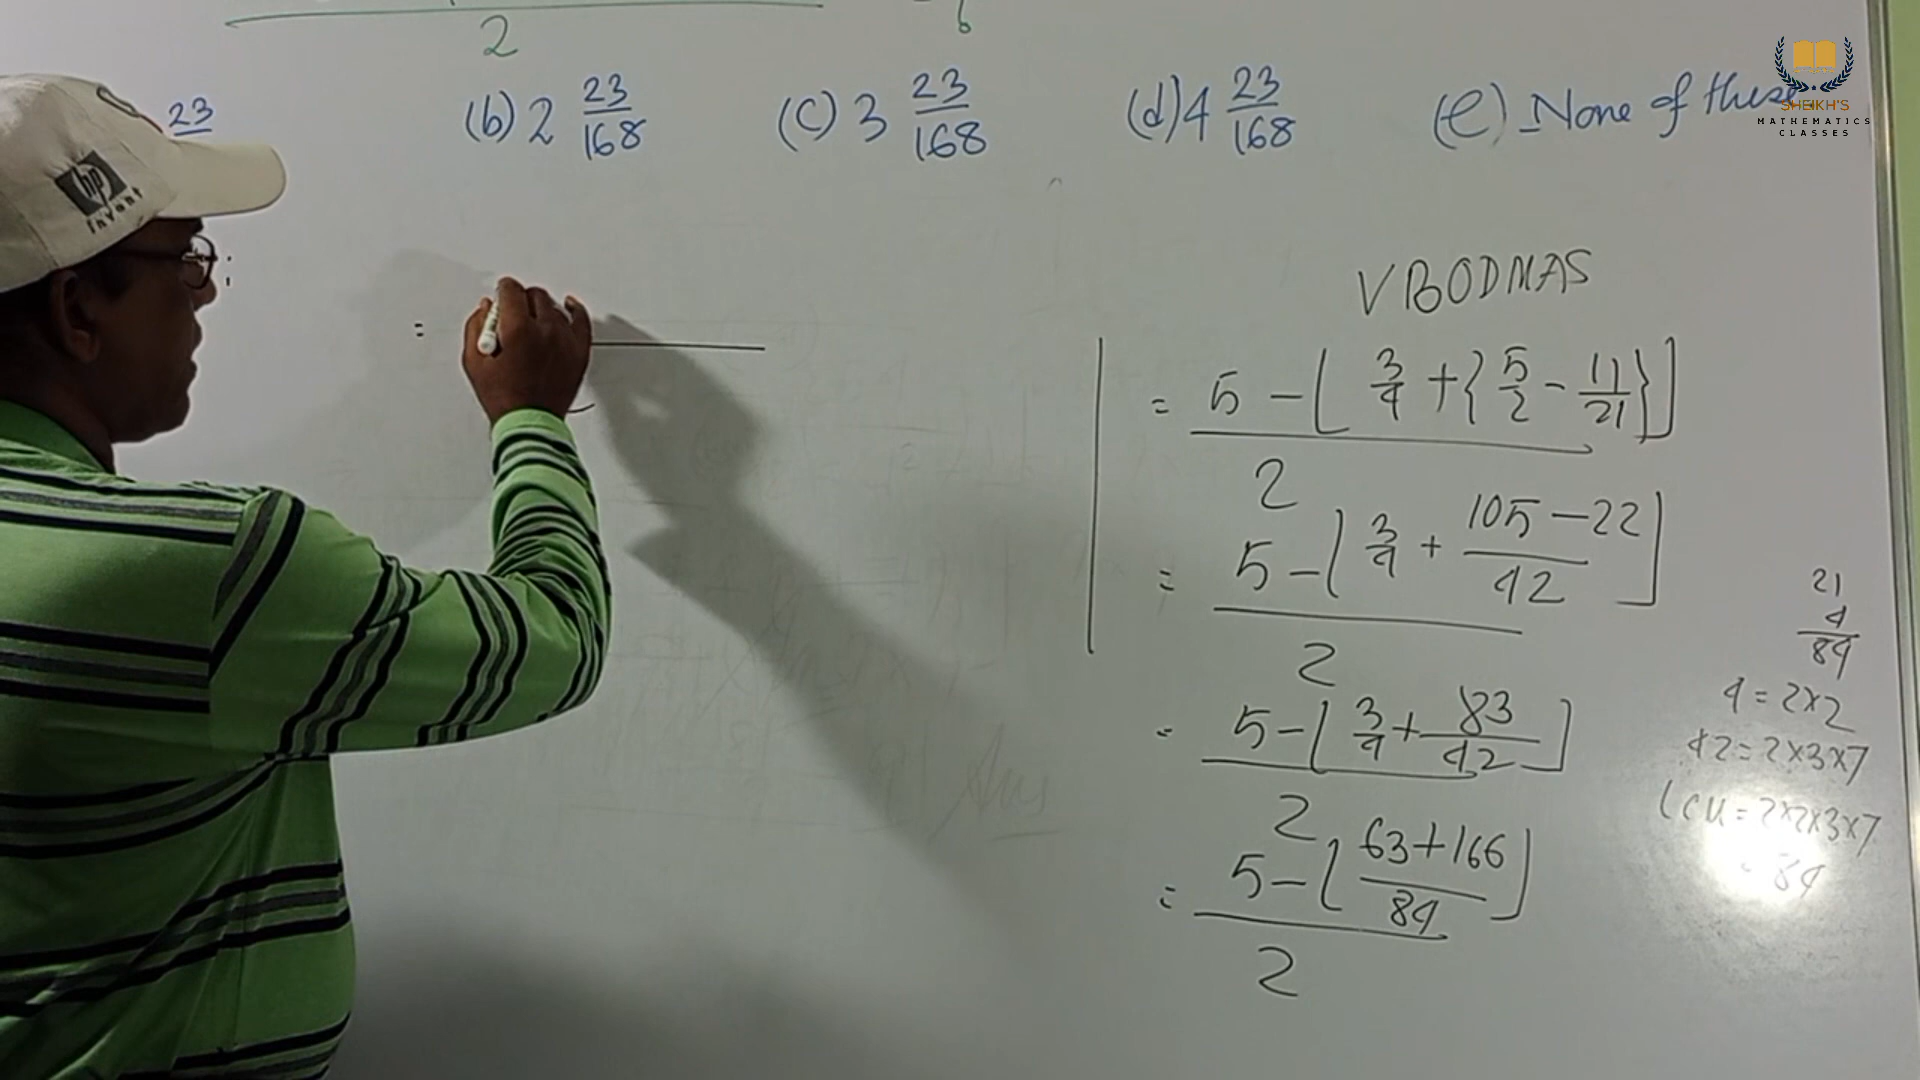 2
23
(b) 2 23/168 (c) 3 23/168 (d) 4 23/168 (e) None of these
SHEIKH'S
MATHEMATICS
CLASSES
hp
invent
VBODMAS
=
= 5 - [ 3/4 + { 5/2 - 11/21 } ]
2
= 5 - [ 3/4 + 105 - 22 / 42 ]
2
= 5 - [ 3/4 + 83/42 ]
2
= 5 - [ 63 + 166 / 84 ]
2
21
4
84
4 = 2×2
42 = 2×3×7
LCM = 2×2×3×7
= 84
Ans